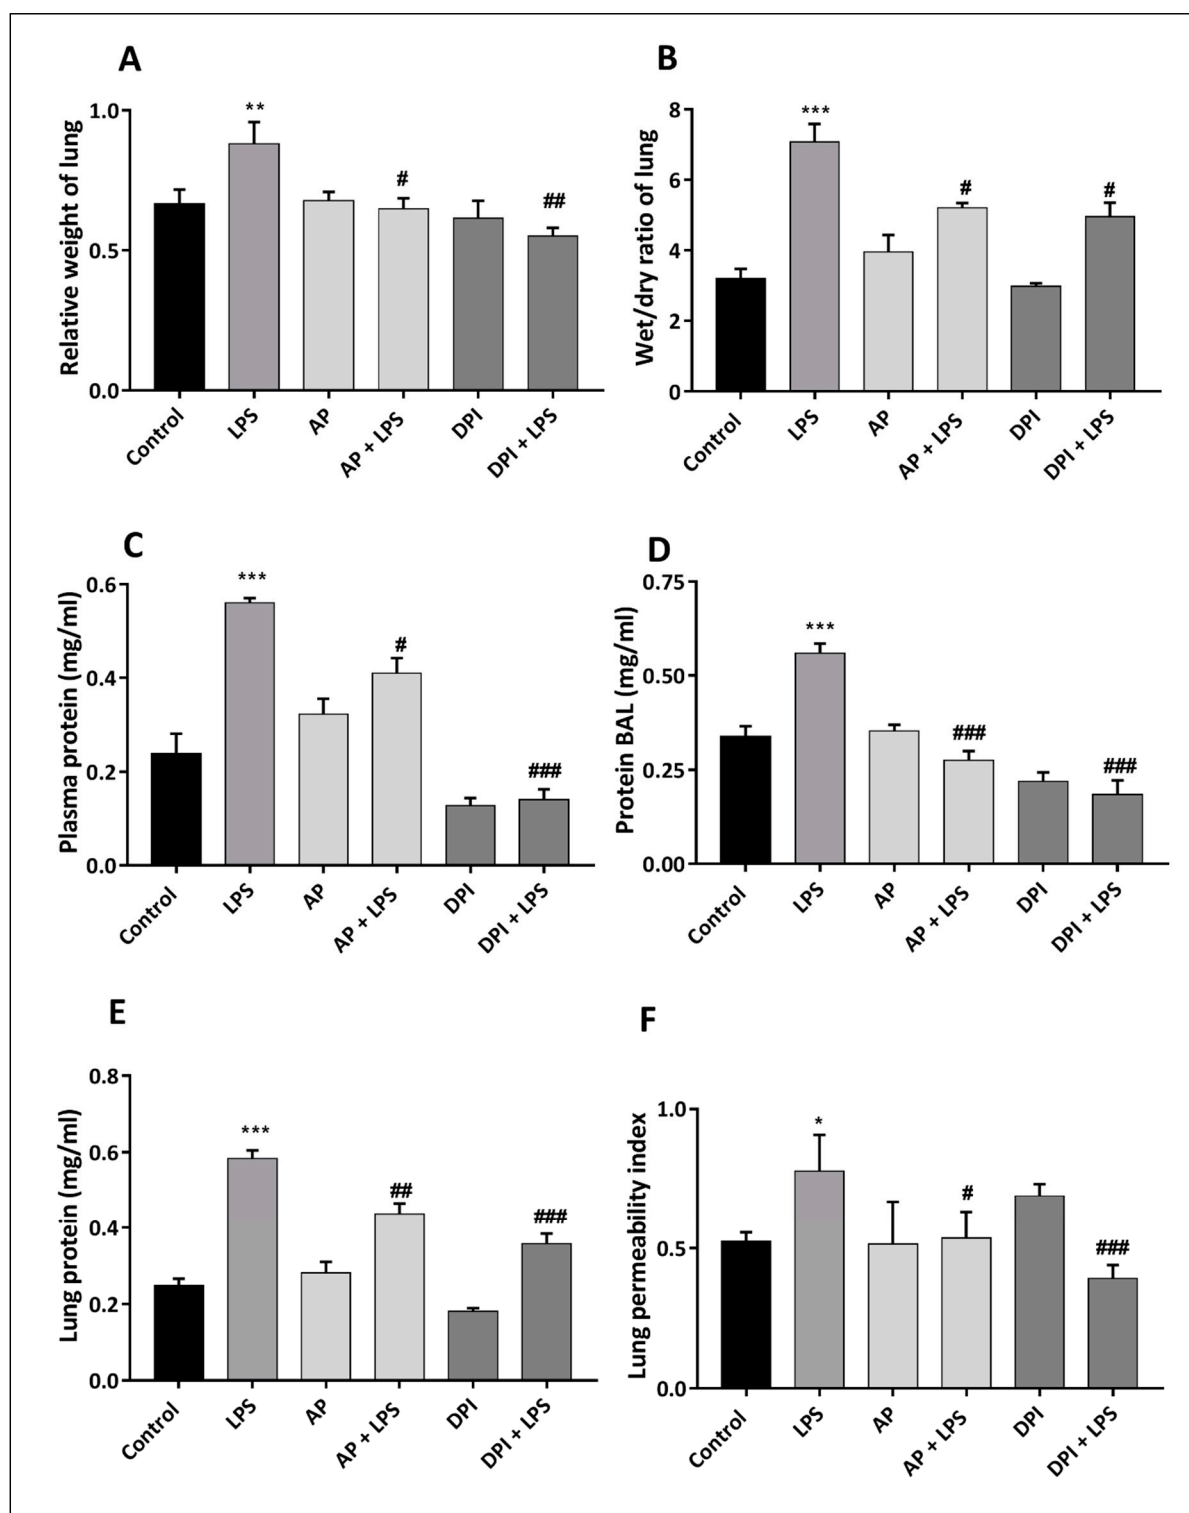 A
Relative weight of lung
1.0
0.5
0.0
**
#
##
Control
LPS
AP
AP + LPS
DPI
DPI + LPS
B
Wet/dry ratio of lung
8
6
4
2
0
***
#
#
Control
LPS
AP
AP + LPS
DPI
DPI + LPS
C
Plasma protein (mg/ml)
0.6
0.4
0.2
0.0
***
#
###
Control
LPS
AP
AP + LPS
DPI
DPI + LPS
D
Protein BAL (mg/ml)
0.75
0.50
0.25
0.00
***
###
###
Control
LPS
AP
AP + LPS
DPI
DPI + LPS
E
Lung protein (mg/ml)
0.8
0.6
0.4
0.2
0.0
***
##
###
Control
LPS
AP
AP + LPS
DPI
DPI + LPS
F
Lung permeability index
1.0
0.5
0.0
*
#
###
Control
LPS
AP
AP + LPS
DPI
DPI + LPS